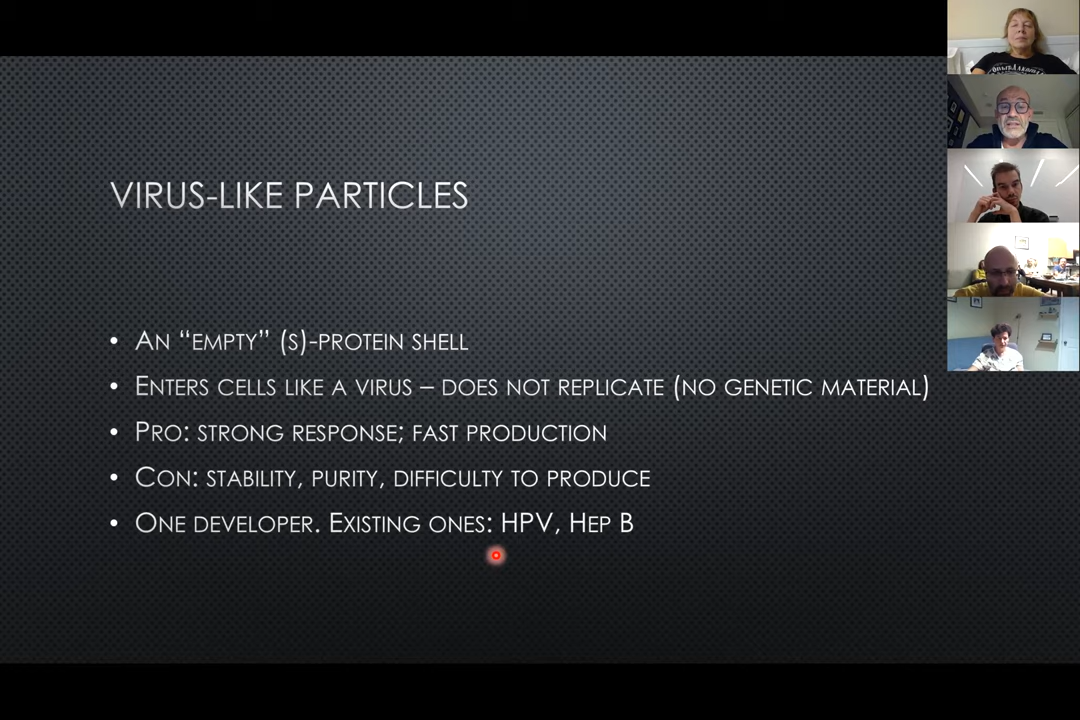 VIRUS-LIKE PARTICLES
• AN “EMPTY” (S)-PROTEIN SHELL
• ENTERS CELLS LIKE A VIRUS – DOES NOT REPLICATE (NO GENETIC MATERIAL)
• PRO: STRONG RESPONSE; FAST PRODUCTION
• CON: STABILITY, PURITY, DIFFICULTY TO PRODUCE
• ONE DEVELOPER. EXISTING ONES: HPV, HEP B